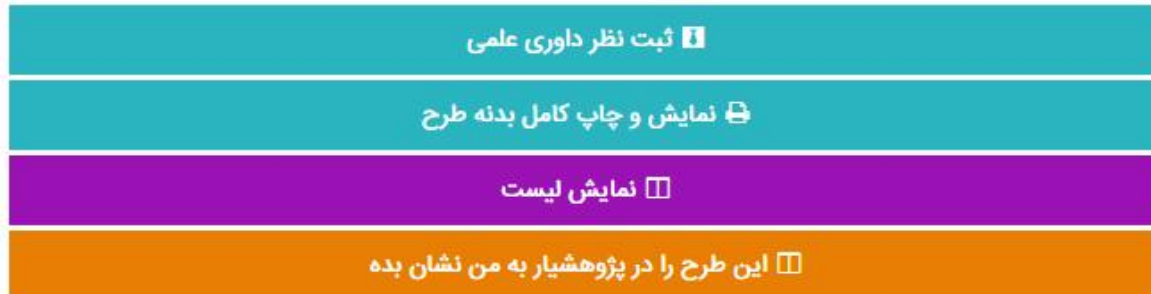 ثبت نظر داوری علمی
نمایش و چاپ کامل بدنه طرح
نمایش لیست
این طرح را در پژوهشیار به من نشان بده